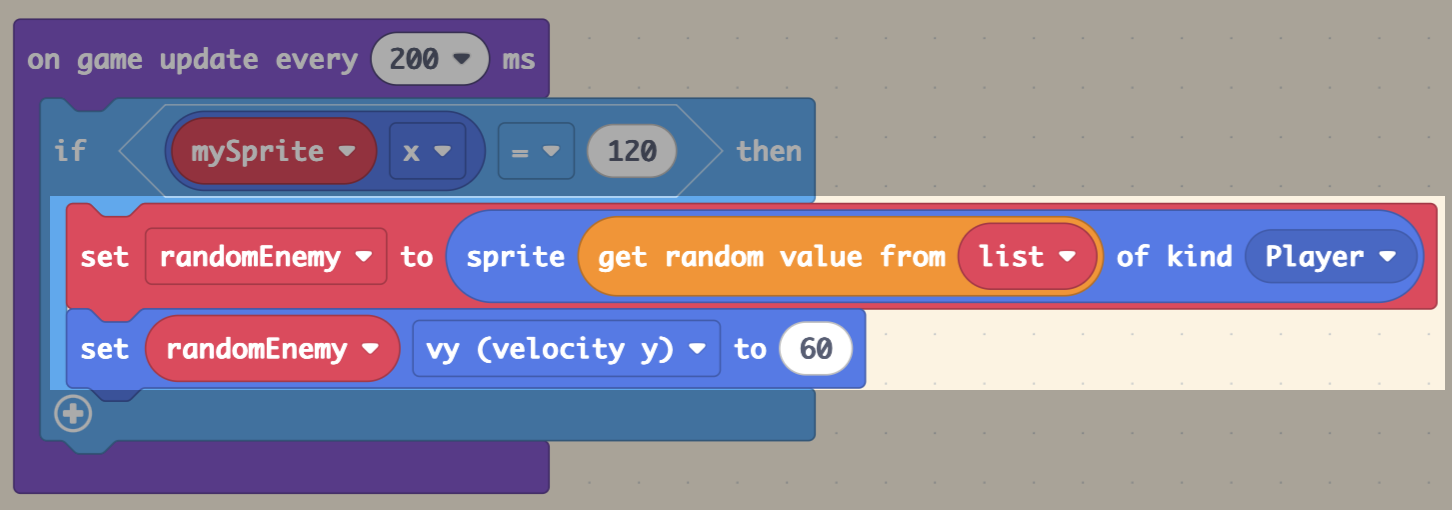 on game update every 200 ms
if mySprite x = 120 then
set randomEnemy to sprite get random value from list of kind Player
set randomEnemy vy (velocity y) to 60